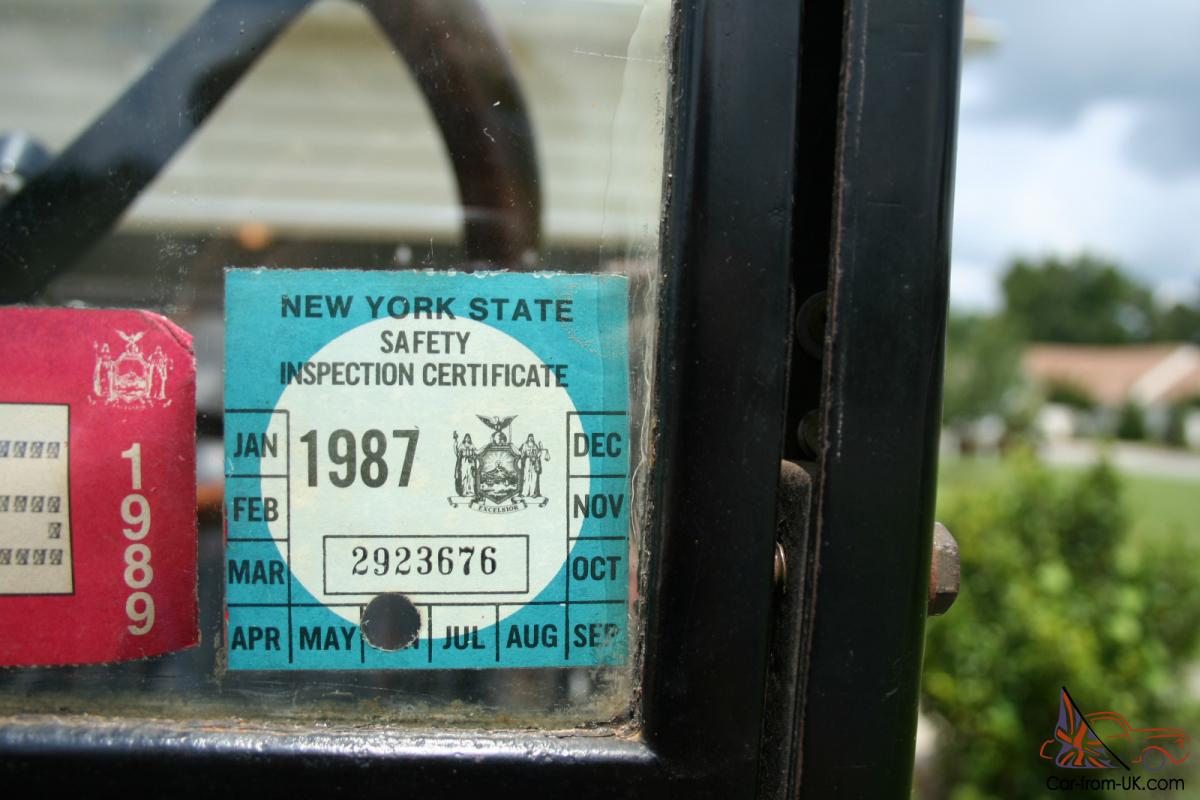 NEW YORK STATE
SAFETY
INSPECTION CERTIFICATE
JAN
1987
DEC
FEB
EXCELSIOR
NOV
MAR
2923676
OCT
APR MAY JUL AUG SEP
1989
Car-from-UK.com